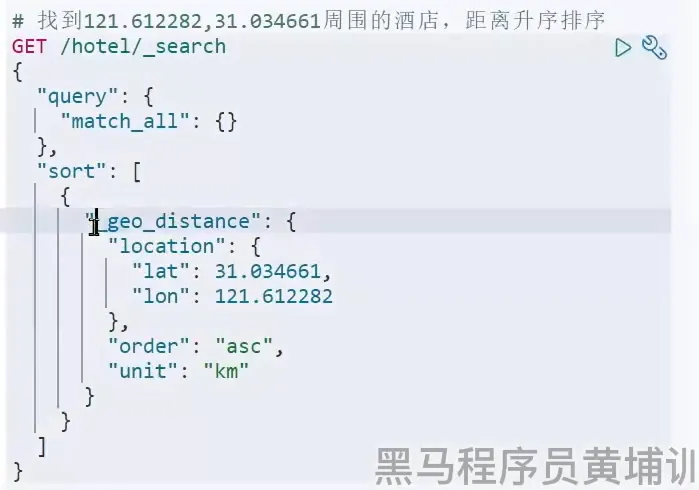 # 找到121.612282,31.034661周围的酒店，距离升序排序
GET /hotel/_search
{
  "query": {
    "match_all": {}
  },
  "sort": [
    {
      "_geo_distance": {
        "location": {
          "lat": 31.034661,
          "lon": 121.612282
        },
        "order": "asc",
        "unit": "km"
      }
    }
  ]
}
黑马程序员黄埔训